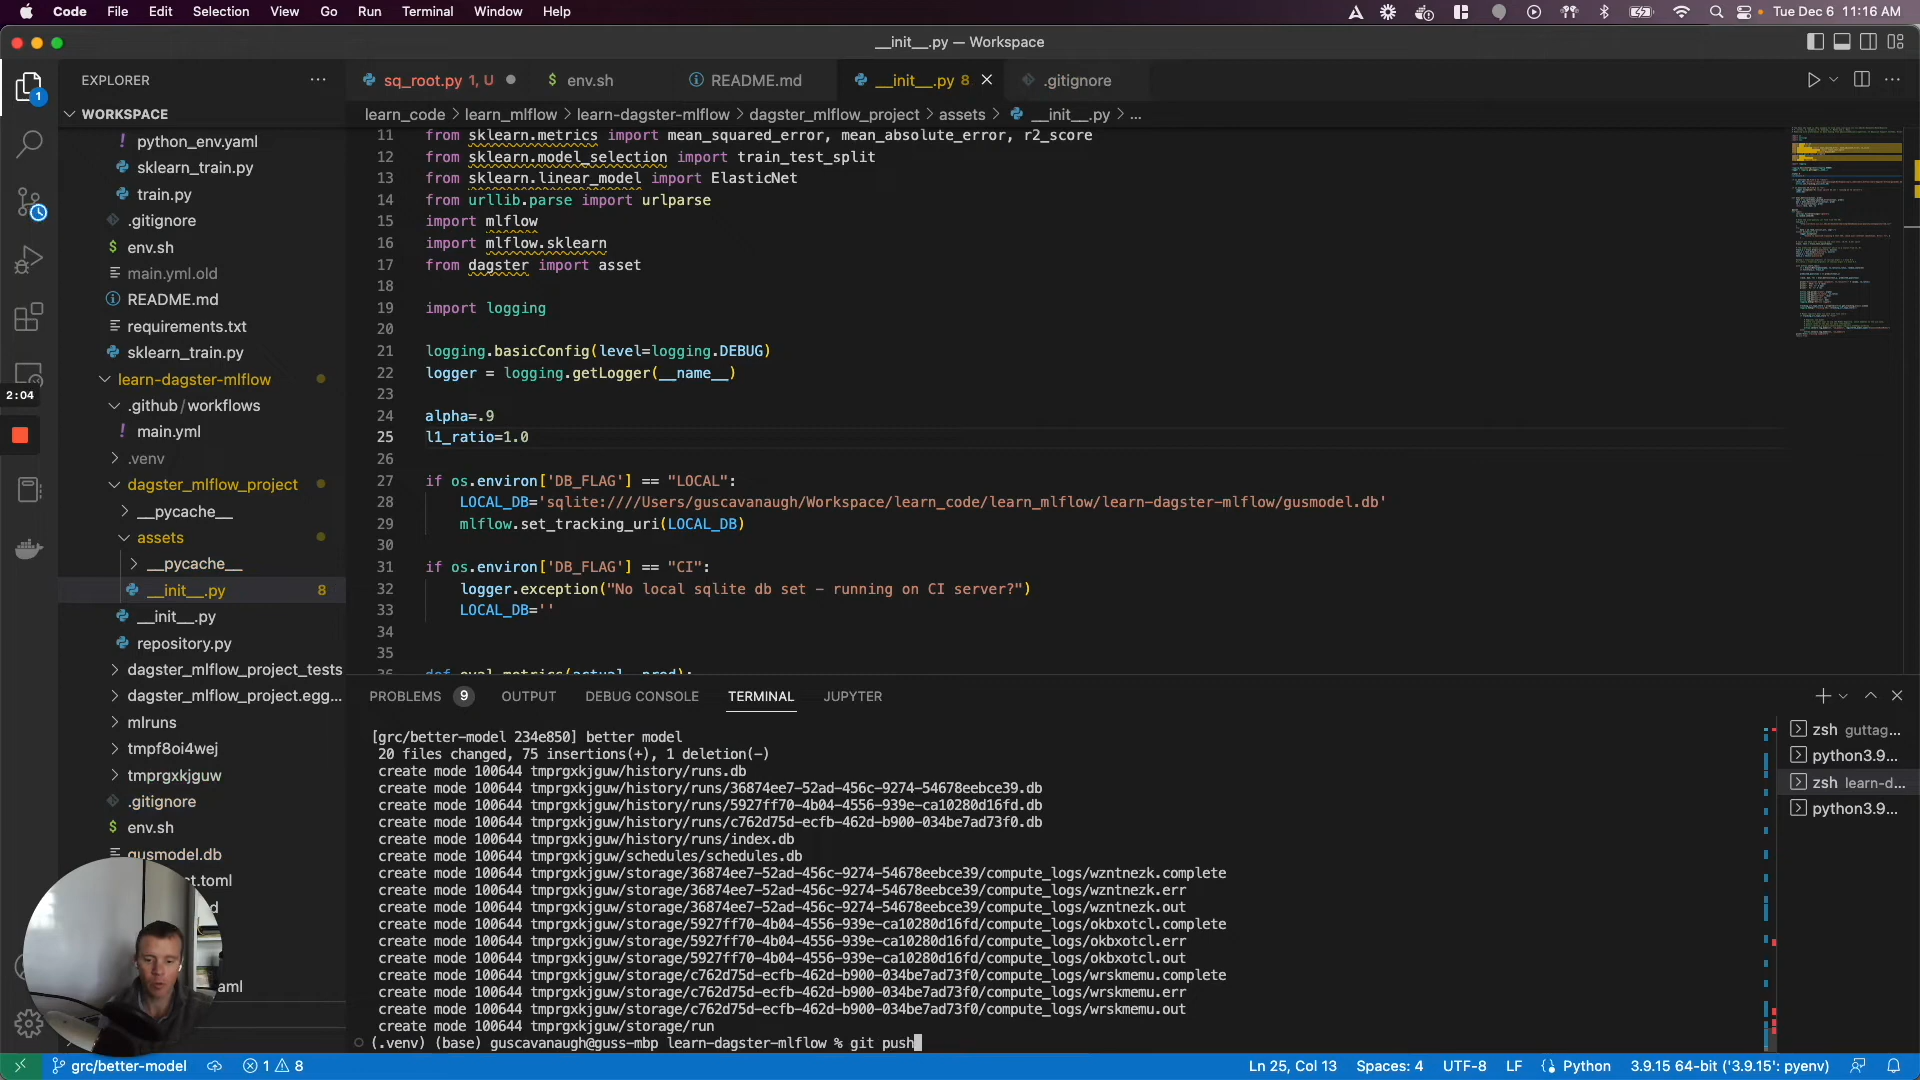 Code File Edit Selection View Go Run Terminal Window Help
Tue Dec 6 11:16 AM
__init__.py — Workspace
EXPLORER
sq_root.py 1, U
env.sh
README.md
__init__.py 8
.gitignore
WORKSPACE
learn_code > learn_mlflow > learn-dagster-mlflow > dagster_mlflow_project > assets > __init__.py > ...
1
python_env.yaml
sklearn_train.py
train.py
.gitignore
env.sh
main.yml.old
README.md
requirements.txt
sklearn_train.py
learn-dagster-mlflow
.github/workflows
main.yml
.venv
dagster_mlflow_project
__pycache__
assets
__pycache__
__init__.py 8
__init__.py
repository.py
dagster_mlflow_project_tests
dagster_mlflow_project.egg...
mlruns
tmpf8oi4wej
tmprgxkjguw
.gitignore
env.sh
gusmodel.db
t.toml
aml
2:04
11 from sklearn.metrics import mean_squared_error, mean_absolute_error, r2_score
12 from sklearn.model_selection import train_test_split
13 from sklearn.linear_model import ElasticNet
14 from urllib.parse import urlparse
15 import mlflow
16 import mlflow.sklearn
17 from dagster import asset
18
19 import logging
20
21 logging.basicConfig(level=logging.DEBUG)
22 logger = logging.getLogger(__name__)
23
24 alpha=.9
25 l1_ratio=1.0
26
27 if os.environ['DB_FLAG'] == "LOCAL":
28 LOCAL_DB='sqlite:////Users/guscavanaugh/Workspace/learn_code/learn_mlflow/learn-dagster-mlflow/gusmodel.db'
29 mlflow.set_tracking_uri(LOCAL_DB)
30
31 if os.environ['DB_FLAG'] == "CI":
32 logger.exception("No local sqlite db set – running on CI server?")
33 LOCAL_DB=''
34
35
36 def eval_metrics(actual, pred):
PROBLEMS 9 OUTPUT DEBUG CONSOLE TERMINAL JUPYTER
[grc/better-model 234e850] better model
20 files changed, 75 insertions(+), 1 deletion(-)
create mode 100644 tmprgxkjguw/history/runs.db
create mode 100644 tmprgxkjguw/history/runs/36874ee7-52ad-456c-9274-54678eebce39.db
create mode 100644 tmprgxkjguw/history/runs/5927ff70-4b04-4556-939e-ca10280d16fd.db
create mode 100644 tmprgxkjguw/history/runs/c762d75d-ecfb-462d-b900-034be7ad73f0.db
create mode 100644 tmprgxkjguw/history/runs/index.db
create mode 100644 tmprgxkjguw/schedules/schedules.db
create mode 100644 tmprgxkjguw/storage/36874ee7-52ad-456c-9274-54678eebce39/compute_logs/wzntnezk.complete
create mode 100644 tmprgxkjguw/storage/36874ee7-52ad-456c-9274-54678eebce39/compute_logs/wzntnezk.err
create mode 100644 tmprgxkjguw/storage/36874ee7-52ad-456c-9274-54678eebce39/compute_logs/wzntnezk.out
create mode 100644 tmprgxkjguw/storage/5927ff70-4b04-4556-939e-ca10280d16fd/compute_logs/okbxotcl.complete
create mode 100644 tmprgxkjguw/storage/5927ff70-4b04-4556-939e-ca10280d16fd/compute_logs/okbxotcl.err
create mode 100644 tmprgxkjguw/storage/5927ff70-4b04-4556-939e-ca10280d16fd/compute_logs/okbxotcl.out
create mode 100644 tmprgxkjguw/storage/c762d75d-ecfb-462d-b900-034be7ad73f0/compute_logs/wrskmemu.complete
create mode 100644 tmprgxkjguw/storage/c762d75d-ecfb-462d-b900-034be7ad73f0/compute_logs/wrskmemu.err
create mode 100644 tmprgxkjguw/storage/c762d75d-ecfb-462d-b900-034be7ad73f0/compute_logs/wrskmemu.out
create mode 100644 tmprgxkjguw/storage/run
(.venv) (base) guscavanaugh@guss-mbp learn-dagster-mlflow % git push
zsh guttag...
python3.9...
zsh learn-d...
python3.9...
grc/better-model 1 8
Ln 25, Col 13 Spaces: 4 UTF-8 LF Python 3.9.15 64-bit ('3.9.15': pyenv)